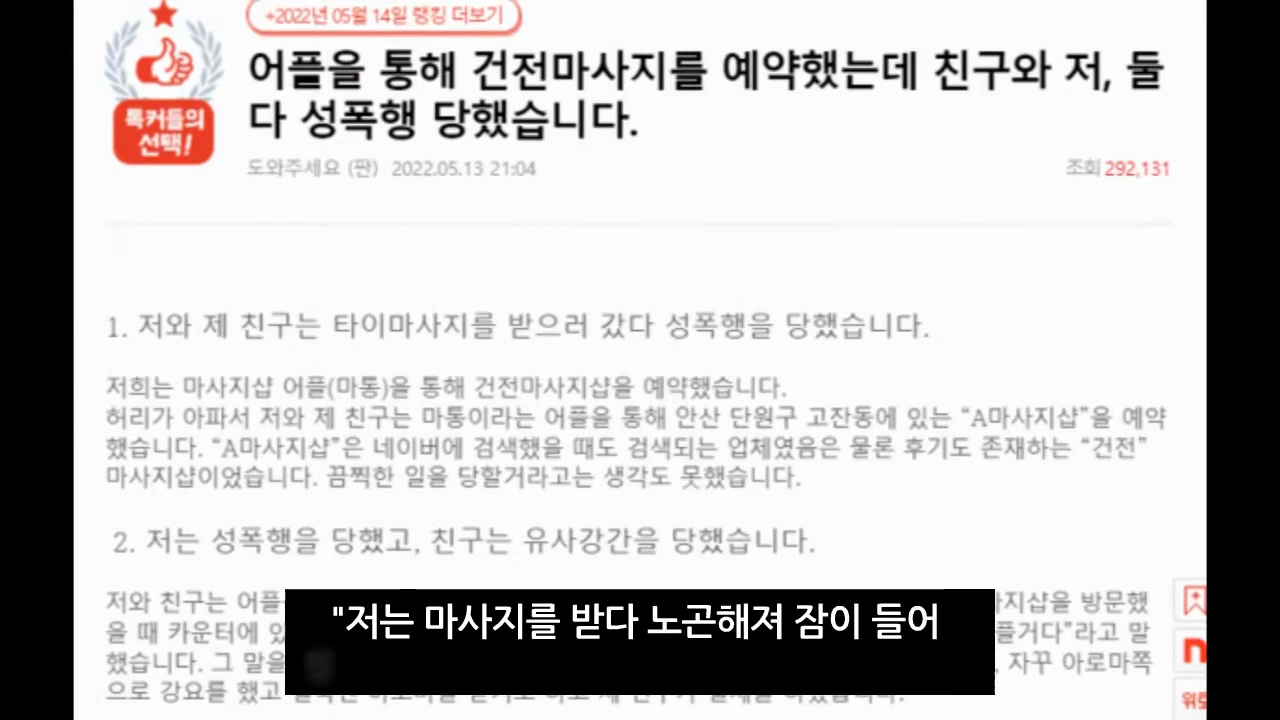 +2022년 05월 14일 랭킹 더보기
톡커들의
선택!
어플을 통해 건전마사지를 예약했는데 친구와 저, 둘
다 성폭행 당했습니다.
도와주세요 (판) 2022.05.13 21:04
조회 292,131
1. 저와 제 친구는 타이마사지를 받으러 갔다 성폭행을 당했습니다.
저희는 마사지샵 어플(마통)을 통해 건전마사지샵을 예약했습니다.
허리가 아파서 저와 제 친구는 마통이라는 어플을 통해 안산 단원구 고잔동에 있는 “A마사지샵”을 예약
했습니다. “A마사지샵”은 네이버에 검색했을 때도 검색되는 업체였음은 물론 후기도 존재하는 “건전”
마사지샵이었습니다. 끔찍한 일을 당할거라고는 생각도 못했습니다.
2. 저는 성폭행을 당했고, 친구는 유사강간을 당했습니다.
저와 친구는 어플 지샵을 방문했
을 때 카운터에 있 플거다”라고 말
했습니다. 그 말을 , 자꾸 아로마쪽
으로 강요를 했고
"저는 마사지를 받다 노곤해져 잠이 들어
n
위로